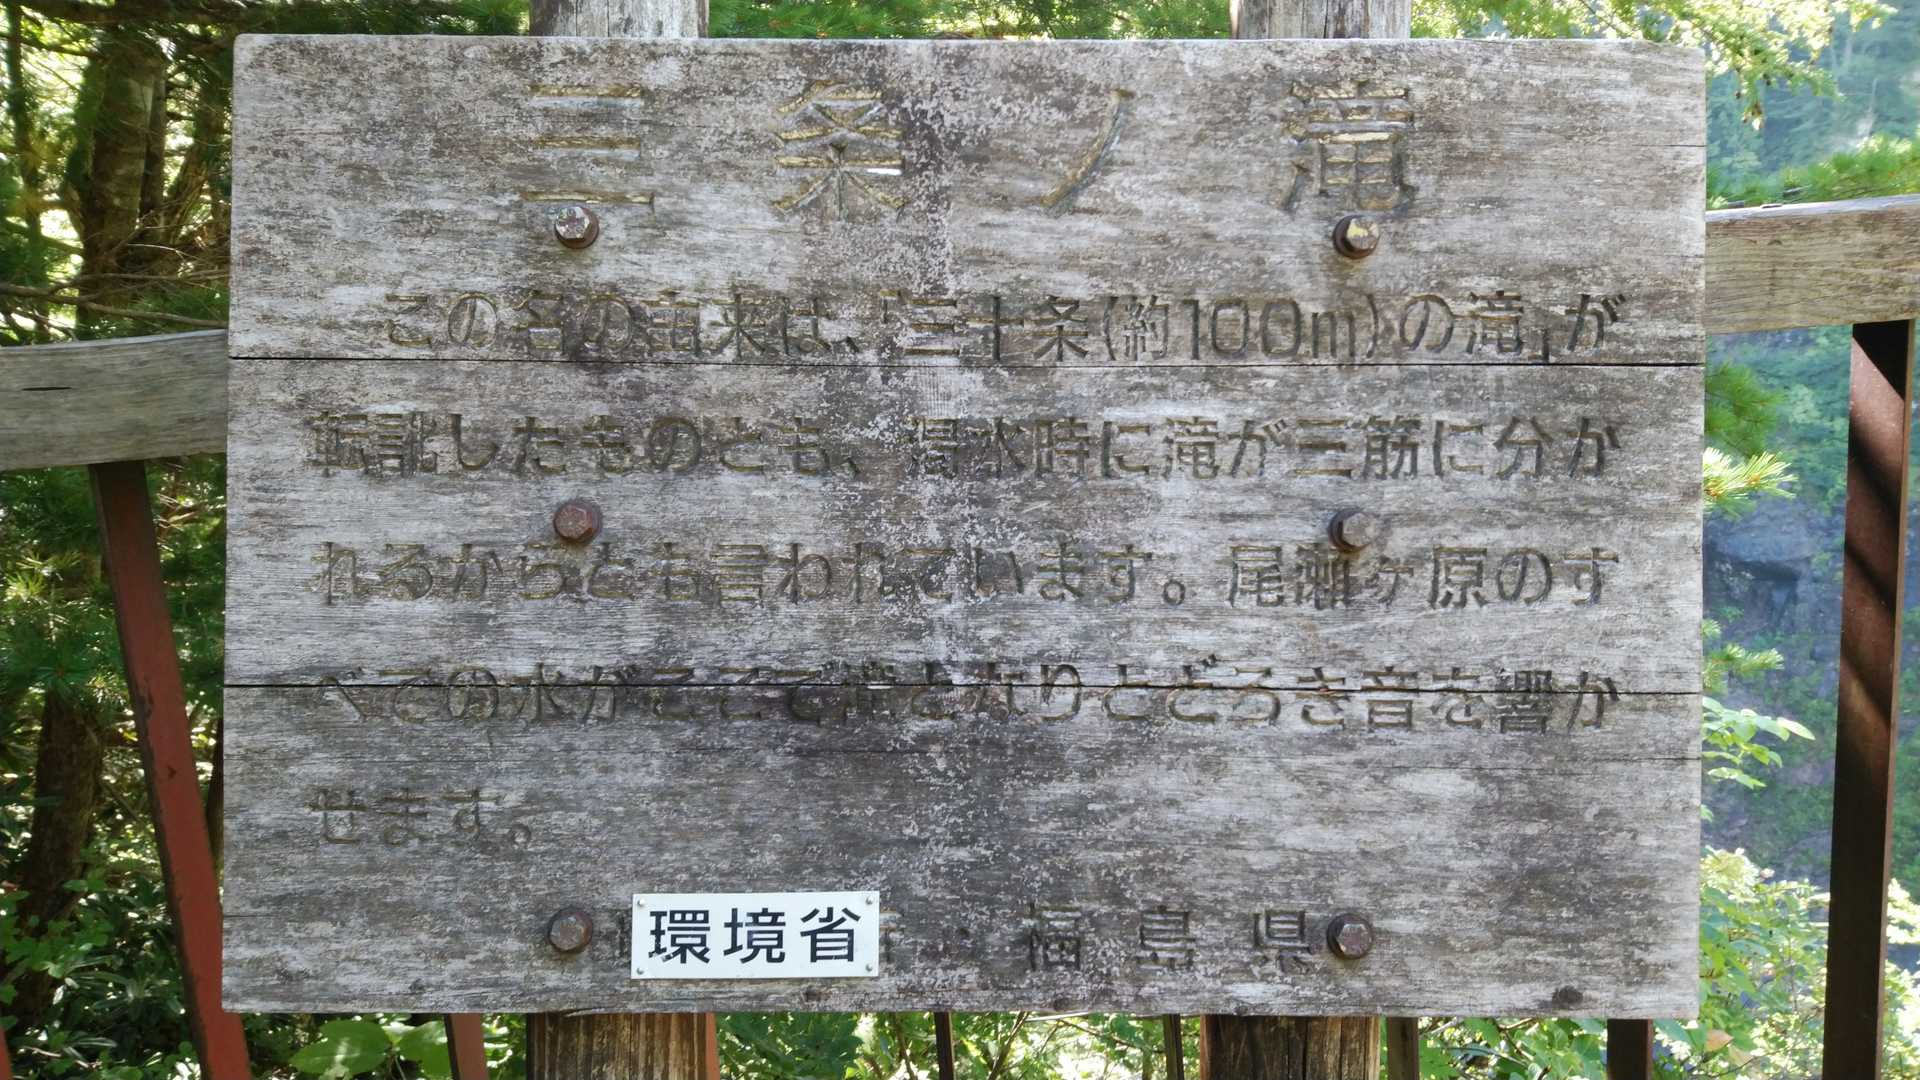 三条ノ滝
この名の由来は、「三十条(約100m)の滝」が
転訛したものとも、渇水時に滝が三筋に分か
れるからとも言われています。尾瀬ヶ原のす
べての水がここで滝となりとどろき音を響か
せます。
環境省・福島県